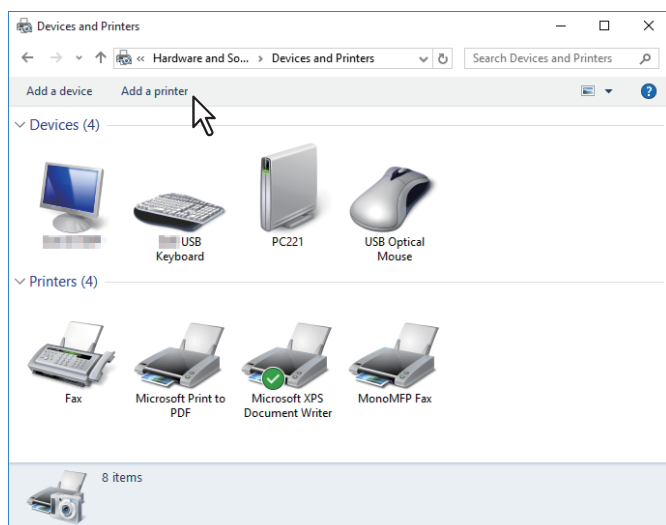 Devices and Printers
« Hardware and So... > Devices and Printers
Search Devices and Printers
Add a device Add a printer
Devices (4)
USB
Keyboard
PC221
USB Optical
Mouse
Printers (4)
Fax
Microsoft Print to
PDF
Microsoft XPS
Document Writer
MonoMFP Fax
8 items